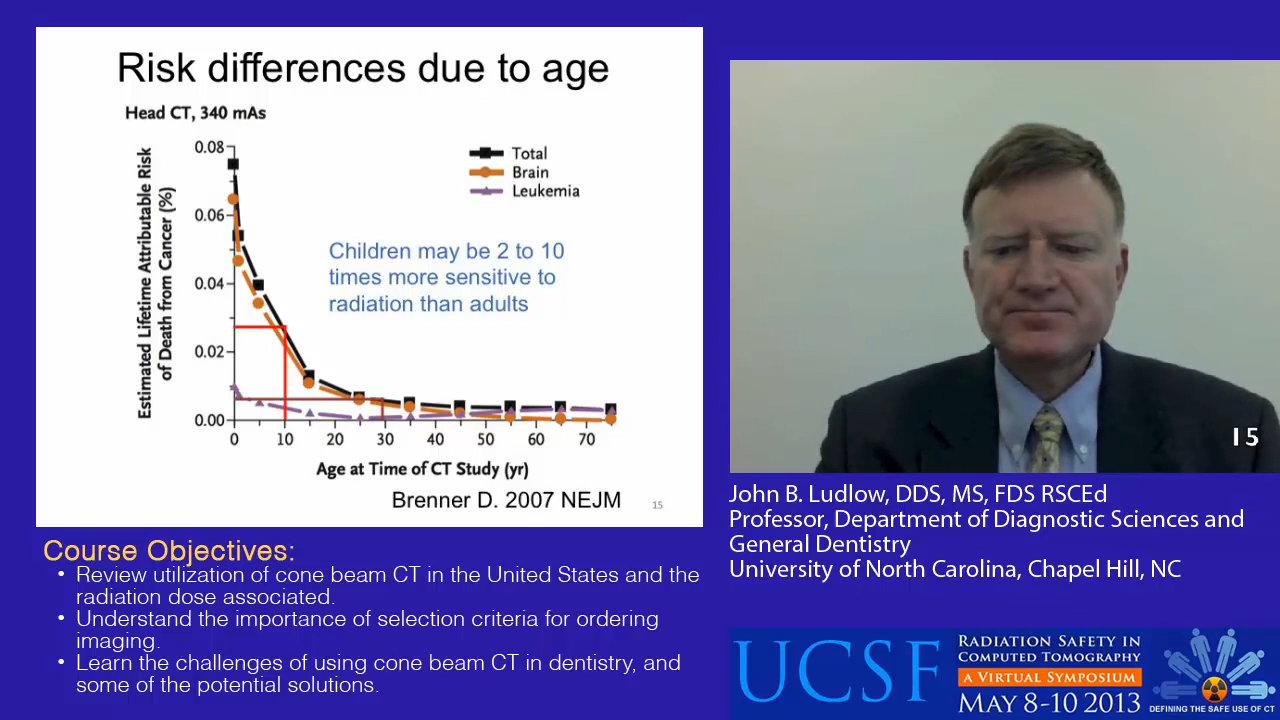 Risk differences due to age
Head CT, 340 mAs
Estimated Lifetime Attributable Risk
of Death from Cancer (%)
0.08
0.06
0.04
0.02
0.00
Total
Brain
Leukemia
Children may be 2 to 10
times more sensitive to
radiation than adults
0 10 20 30 40 50 60 70
Age at Time of CT Study (yr)
Brenner D. 2007 NEJM
15
15
John B. Ludlow, DDS, MS, FDS RSCEd
Professor, Department of Diagnostic Sciences and
General Dentistry
University of North Carolina, Chapel Hill, NC
Course Objectives:
• Review utilization of cone beam CT in the United States and the
radiation dose associated.
• Understand the importance of selection criteria for ordering
imaging.
• Learn the challenges of using cone beam CT in dentistry, and
some of the potential solutions.
UCSF
RADIATION SAFETY IN
COMPUTED TOMOGRAPHY
A VIRTUAL SYMPOSIUM
MAY 8-10 2013
DEFINING THE SAFE USE OF CT